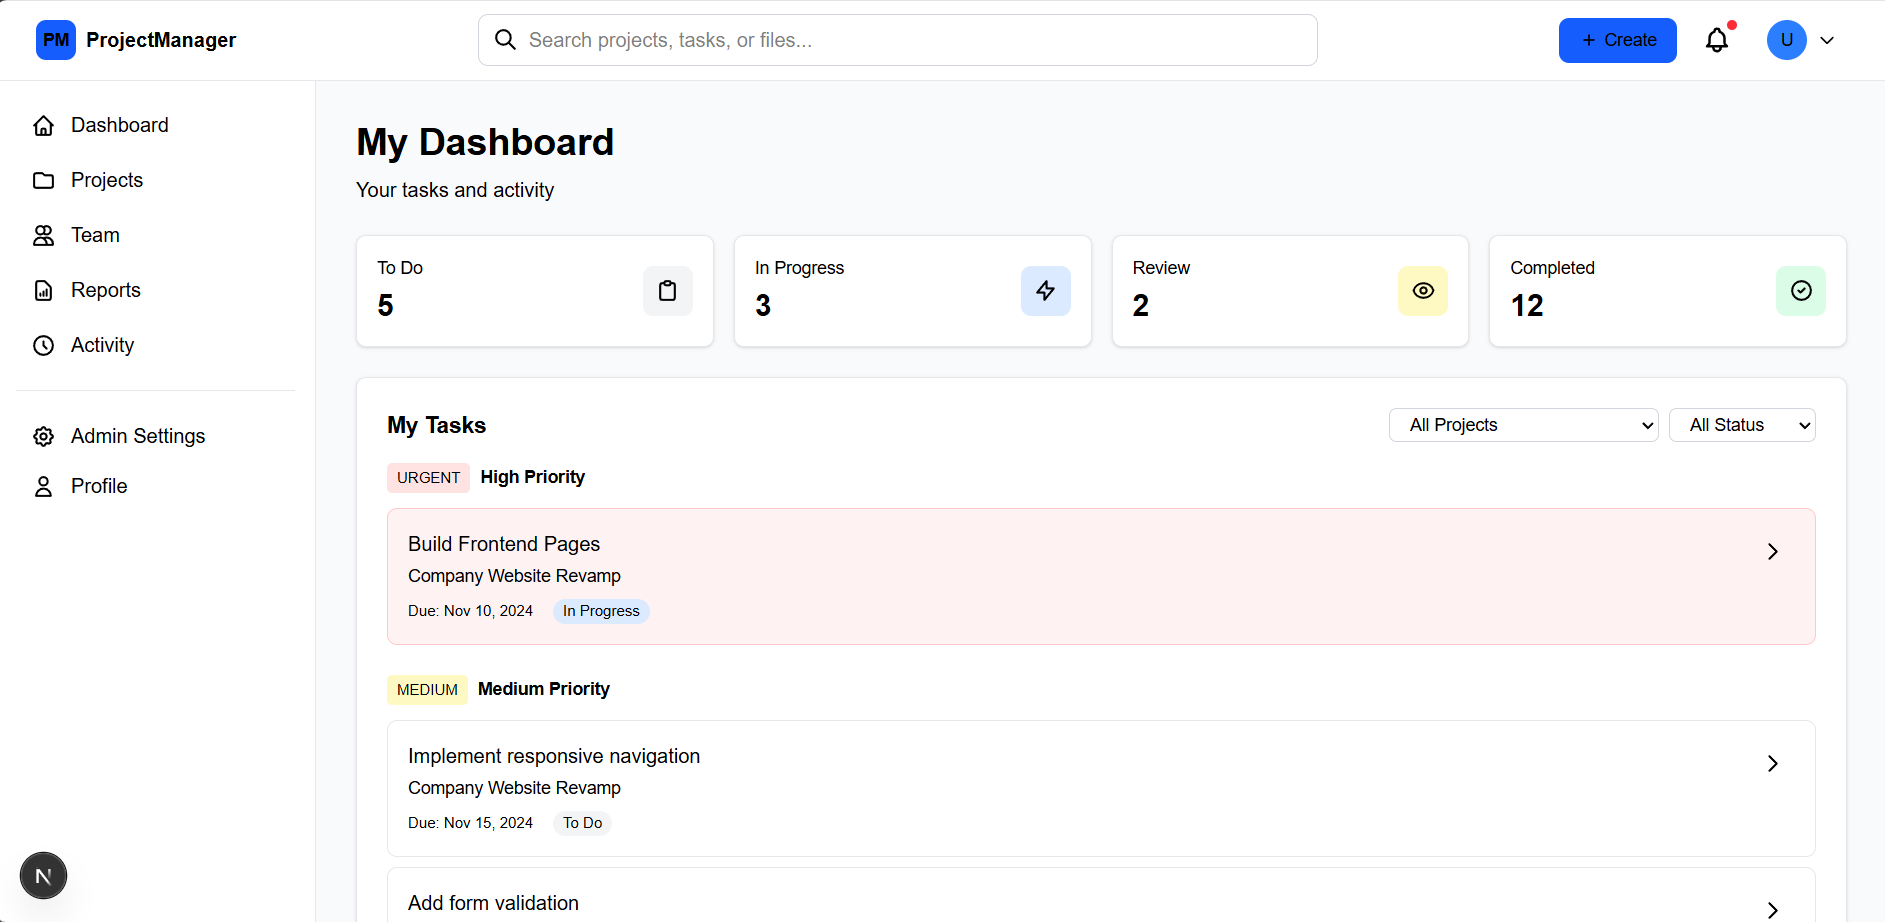 PM ProjectManager
Search projects, tasks, or files...
+ Create
U
Dashboard
Projects
Team
Reports
Activity
Admin Settings
Profile
N
My Dashboard
Your tasks and activity
To Do
5
In Progress
3
Review
2
Completed
12
My Tasks
All Projects
All Status
URGENT High Priority
Build Frontend Pages
Company Website Revamp
Due: Nov 10, 2024 In Progress
MEDIUM Medium Priority
Implement responsive navigation
Company Website Revamp
Due: Nov 15, 2024 To Do
Add form validation